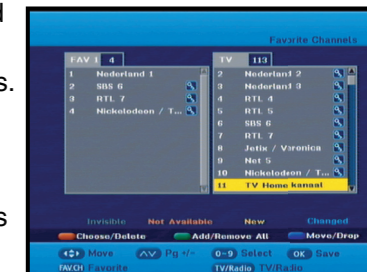 d
s.
s
Favorite Channels
FAV 1 4
1 Nederland 1
2 SBS 6
3 RTL 7
4 Nickelodeon / T...
TV 113
2 Nederland 2
3 Nederland 3
4 RTL 4
5 RTL 5
6 SBS 6
7 RTL 7
8 Jetix / Veronica
9 Net 5
10 Nickelodeon / T...
11 TV Home kanaal
Invisible Not Available New Changed
Choose/Delete Add/Remove All Move/Drop
Move Pg +/- 0~9 Select OK Save
FAV.CH Favorite TV/Radio TV/Radio